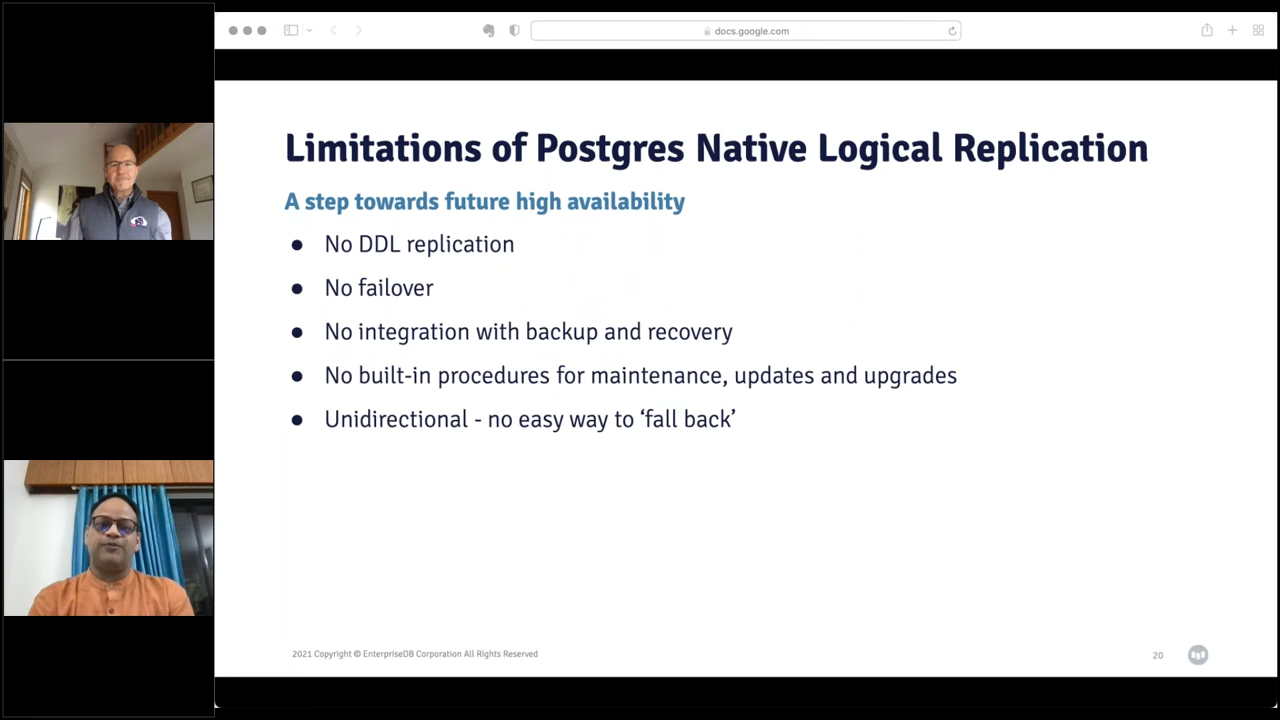 docs.google.com
Limitations of Postgres Native Logical Replication
A step towards future high availability
● No DDL replication
● No failover
● No integration with backup and recovery
● No built-in procedures for maintenance, updates and upgrades
● Unidirectional - no easy way to ‘fall back’
2021 Copyright © EnterpriseDB Corporation All Rights Reserved
20